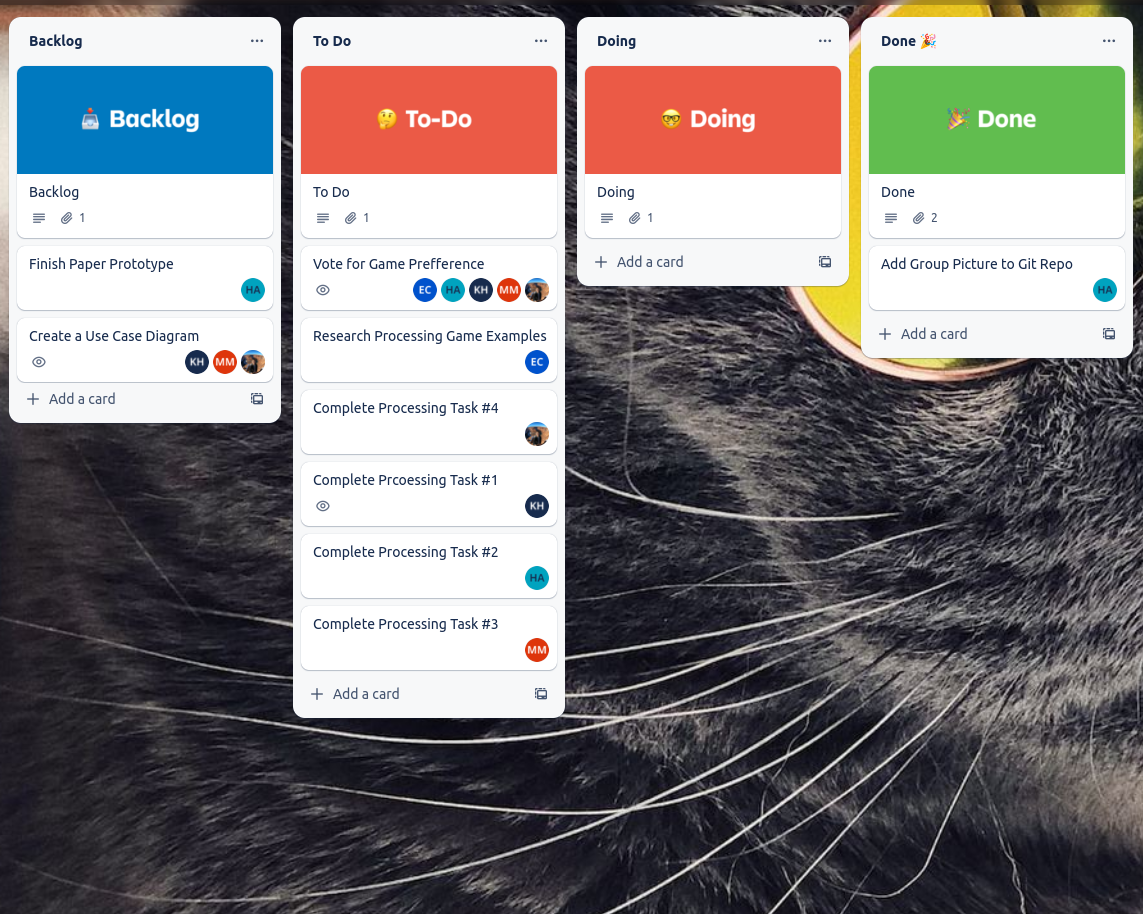 Backlog
Backlog
Backlog
1
Finish Paper Prototype
HA
Create a Use Case Diagram
KH MM
+ Add a card
To Do
To-Do
To Do
1
Vote for Game Prefference
EC HA KH MM
Research Processing Game Examples
EC
Complete Processing Task #4
Complete Prcoessing Task #1
KH
Complete Processing Task #2
HA
Complete Processing Task #3
MM
+ Add a card
Doing
Doing
Doing
1
+ Add a card
Done 🎉
Done
Done
2
Add Group Picture to Git Repo
HA
+ Add a card